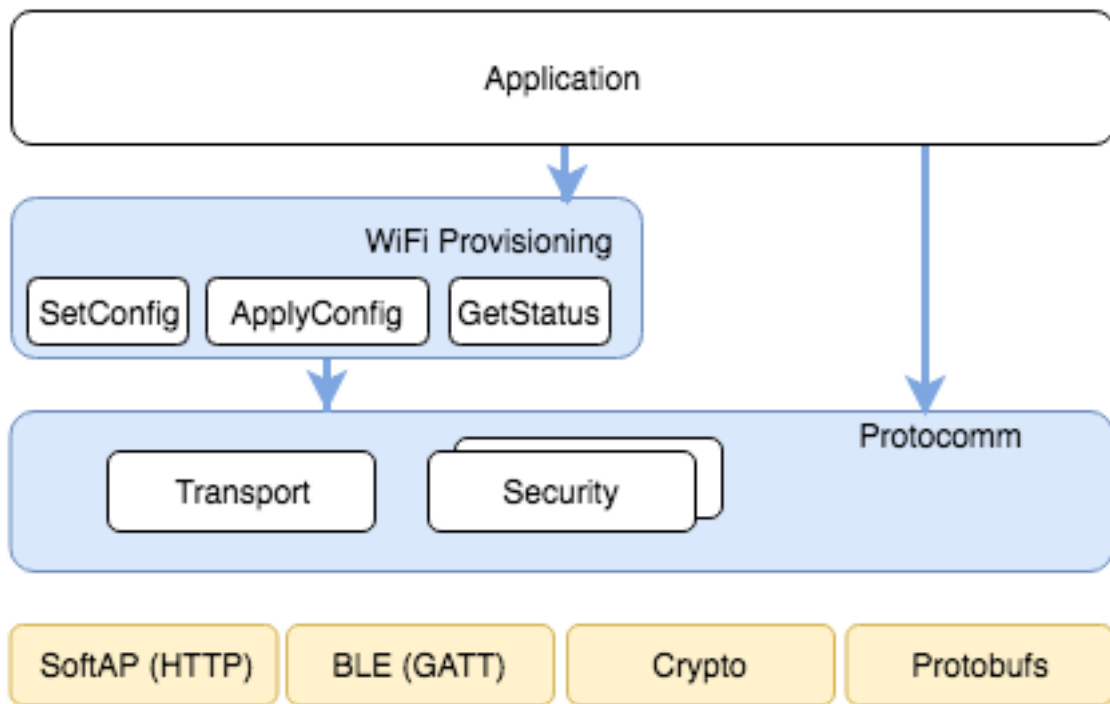 Application
WiFi Provisioning
SetConfig
ApplyConfig
GetStatus
Protocomm
Transport
Security
SoftAP (HTTP)
BLE (GATT)
Crypto
Protobufs